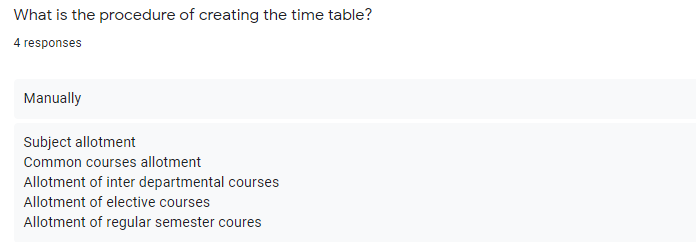 What is the procedure of creating the time table?
4 responses
Manually
Subject allotment
Common courses allotment
Allotment of inter departmental courses
Allotment of elective courses
Allotment of regular semester coures